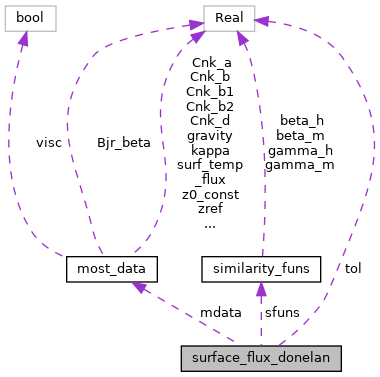 bool
Real
Cnk_a
Cnk_b
Cnk_b1
Cnk_b2
Cnk_d
gravity
kappa
surf_temp
_flux
z0_const
zref
...
beta_h
beta_m
gamma_h
gamma_m
visc
Bjr_beta
most_data
similarity_funs
tol
mdata
sfuns
surface_flux_donelan